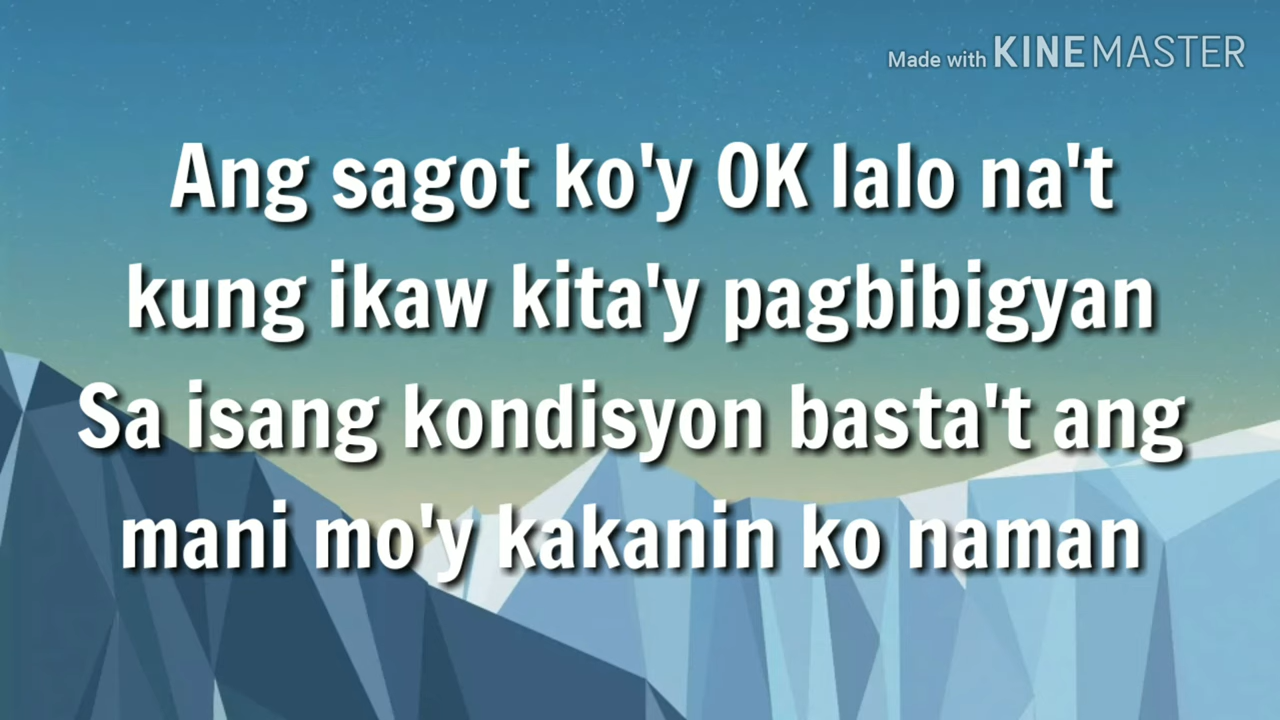 Made with KINEMASTER
Ang sagot ko'y OK lalo na't
kung ikaw kita'y pagbibigyan
Sa isang kondisyon basta't ang
mani mo'y kakanin ko naman